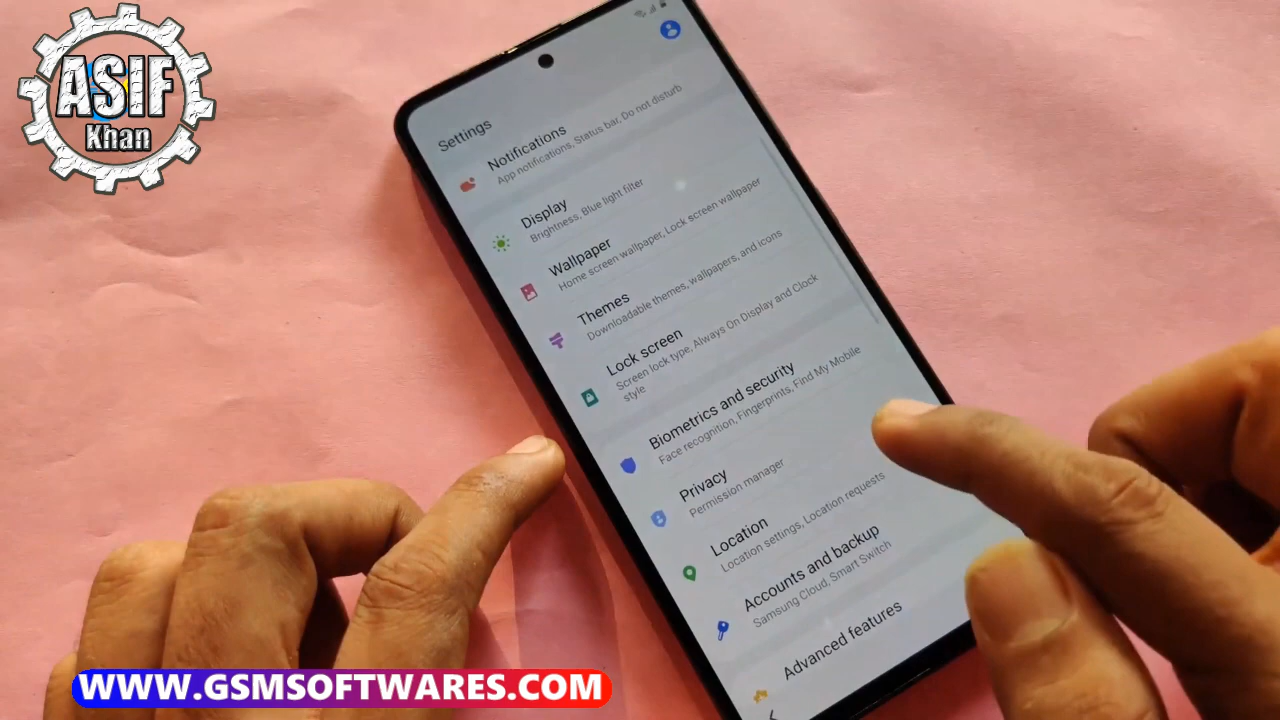 ASIF
Khan
Settings
Notifications
App notifications, Status bar, Do not disturb
Display
Brightness, Blue light filter
Wallpaper
Home screen wallpaper, Lock screen wallpaper
Themes
Downloadable themes, wallpapers, and icons
Lock screen
Screen lock type, Always On Display and Clock
style
Biometrics and security
Face recognition, Fingerprints, Find My Mobile
Privacy
Permission manager
Location
Location settings, Location requests
Accounts and backup
Samsung Cloud, Smart Switch
Advanced features
WWW.GSMSOFTWARES.COM